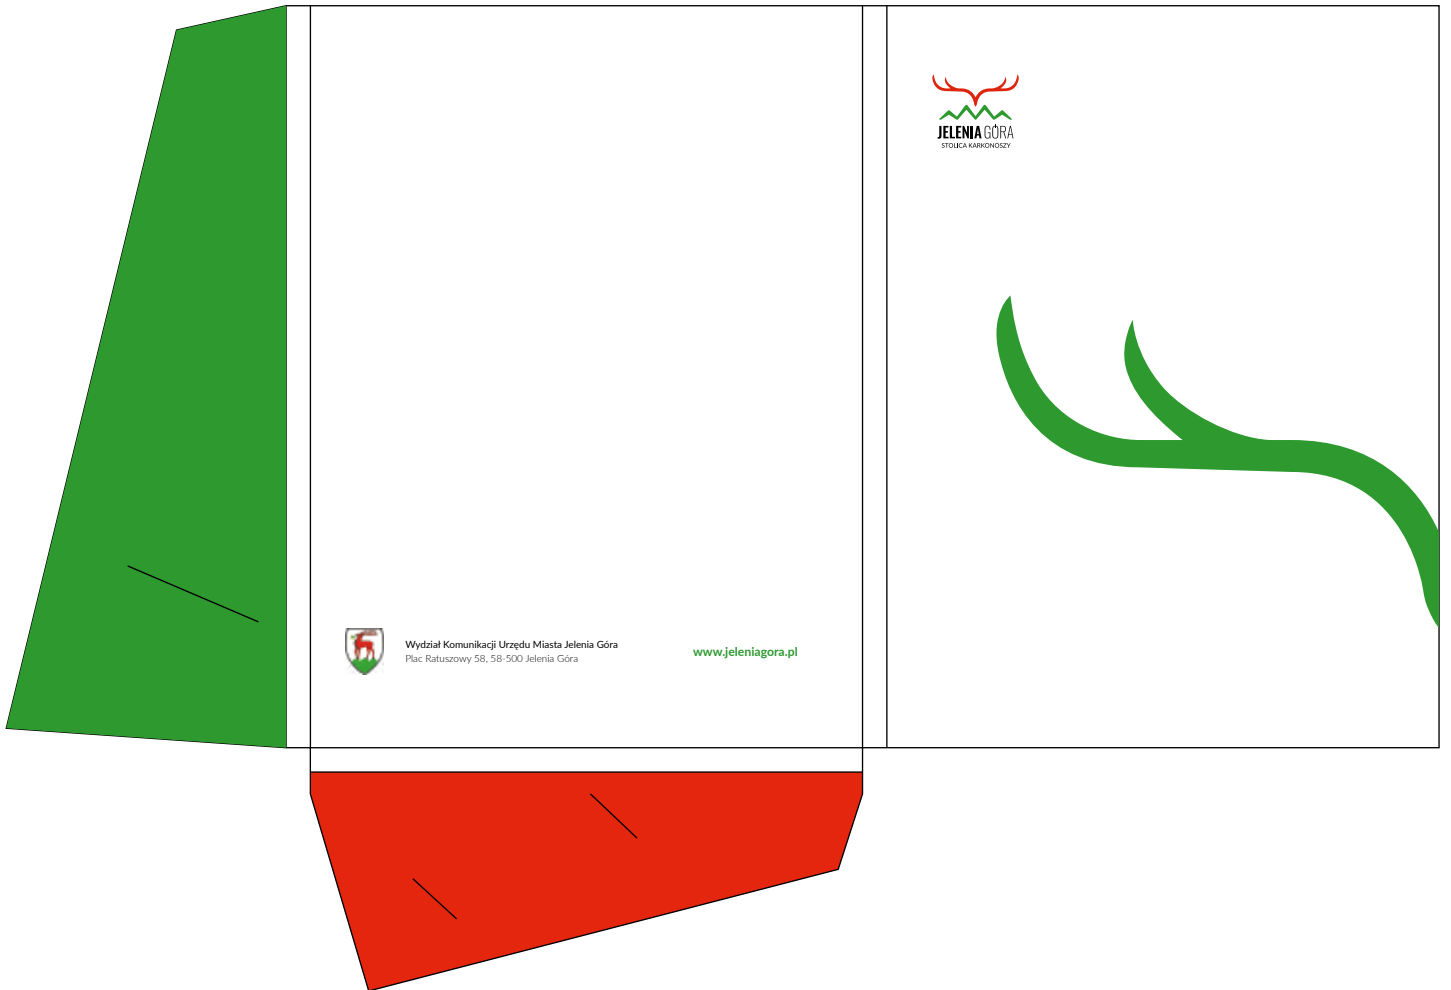 JELENIA GÓRA
STOLICA KARKONOSZY
Wydział Komunikacji Urzędu Miasta Jelenia Góra
Plac Ratuszowy 58, 58-500 Jelenia Góra
www.jeleniagora.pl